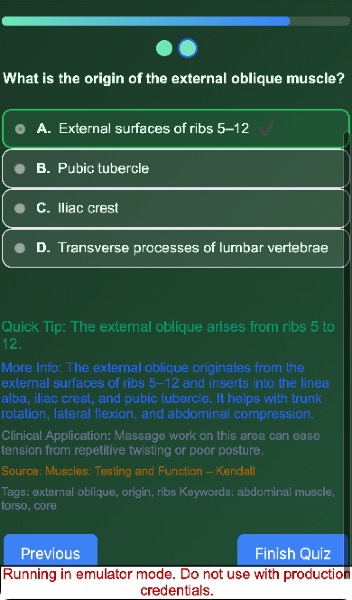 What is the origin of the external oblique muscle?
A. External surfaces of ribs 5–12
B. Pubic tubercle
C. Iliac crest
D. Transverse processes of lumbar vertebrae
Quick Tip: The external oblique arises from ribs 5 to
12.
More Info: The external oblique originates from the
external surfaces of ribs 5–12 and inserts into the linea
alba, iliac crest, and pubic tubercle. It helps with trunk
rotation, lateral flexion, and abdominal compression.
Clinical Application: Massage work on this area can ease
tension from repetitive twisting or poor posture.
Source: Muscles: Testing and Function – Kendall
Tags: external oblique, origin, ribs Keywords: abdominal muscle,
torso, core
Previous
Finish Quiz
Running in emulator mode. Do not use with production
credentials.